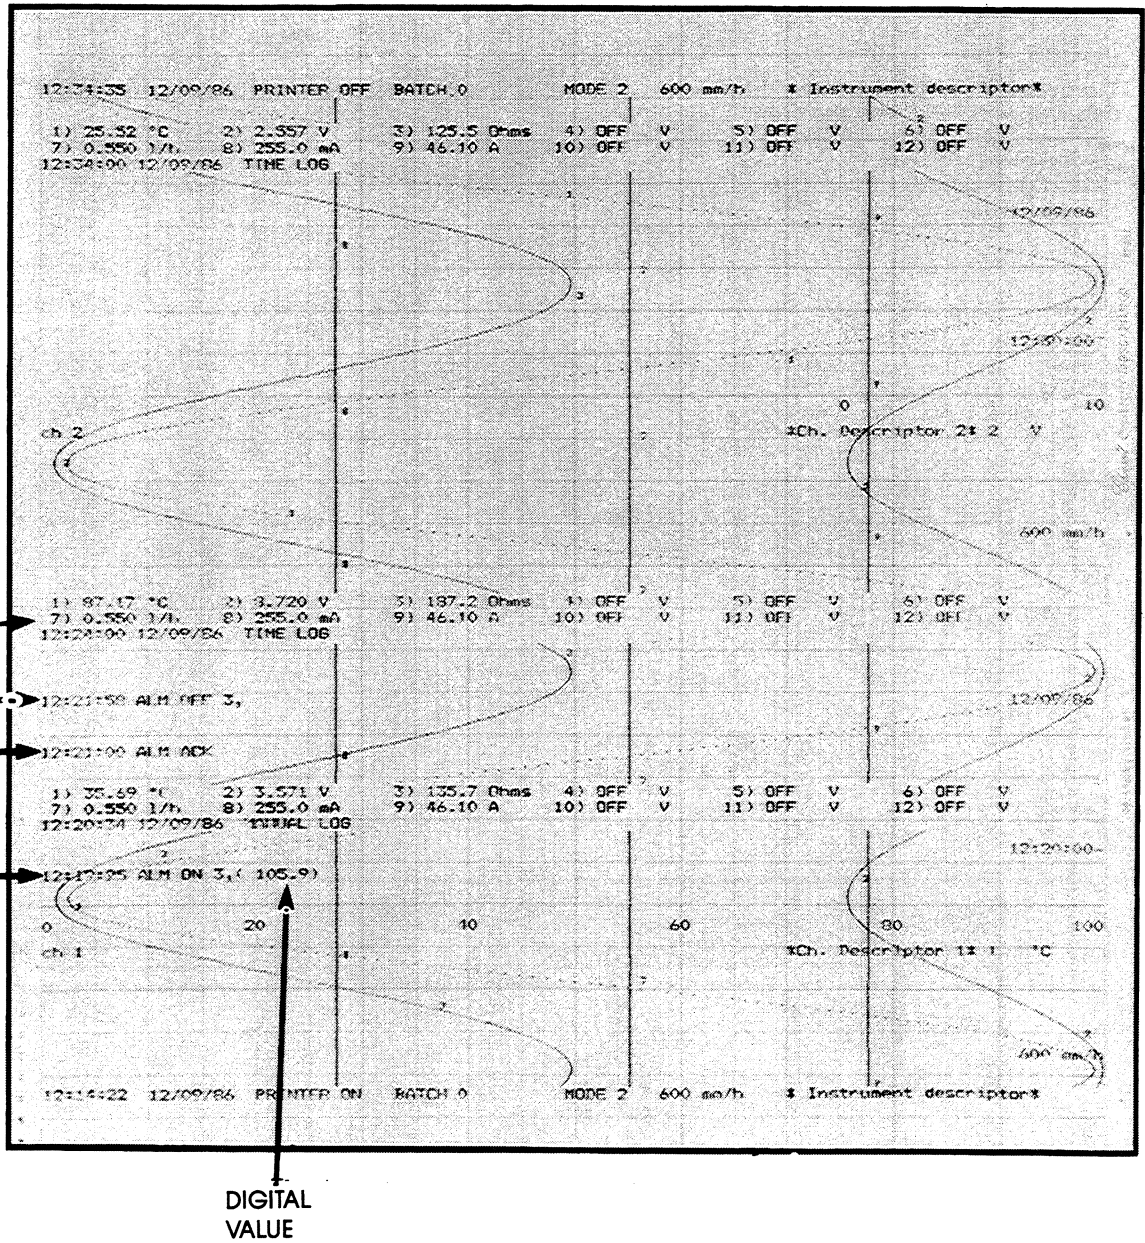 12:34:35 12/09/86 PRINTER OFF BATCH 0 MODE 2 600 mm/h * Instrument descriptor*
1) 25.52 °C 2) 2.557 V 3) 125.5 Ohms 4) OFF V 5) OFF V 6) OFF V
7) 0.550 l/h 8) 255.0 mA 9) 46.10 A 10) OFF V 11) OFF V 12) OFF V
12:34:00 12/09/86 TIME LOG
12/09/86
12:30:00
0 10
ch 2 *Ch. Descriptor 2* 2 V
600 mm/h
1) 87.17 °C 2) 3.720 V 3) 187.2 Ohms 4) OFF V 5) OFF V 6) OFF V
7) 0.550 l/h 8) 255.0 mA 9) 46.10 A 10) OFF V 11) OFF V 12) OFF V
12:24:00 12/09/86 TIME LOG
12:21:58 ALM OFF 3,
12/09/86
12:21:00 ALM ACK
1) 35.69 °C 2) 3.571 V 3) 135.7 Ohms 4) OFF V 5) OFF V 6) OFF V
7) 0.550 l/h 8) 255.0 mA 9) 46.10 A 10) OFF V 11) OFF V 12) OFF V
12:20:34 12/09/86 LOG
12:20:00
ALM ON 3,( 105.9)
0 20 40 60 80 100
ch 1 *Ch. Descriptor 1* 1 °C
600 mm/h
12:14:22 12/09/86 PRINTER ON BATCH 0 MODE 2 600 mm/h * Instrument descriptor*
DIGITAL
VALUE